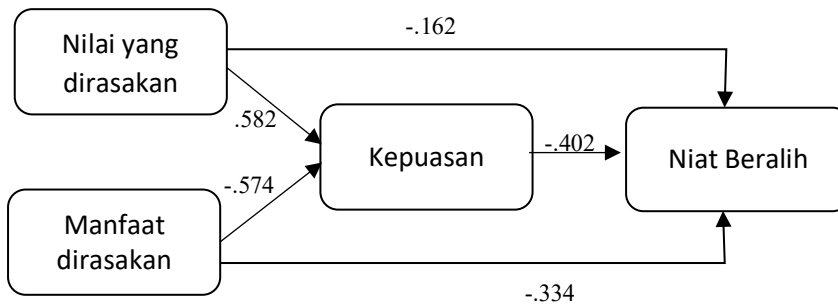 -.162
Nilai yang
dirasakan
.582
Kepuasan
-.402
Niat Beralih
-.574
Manfaat
dirasakan
-.334